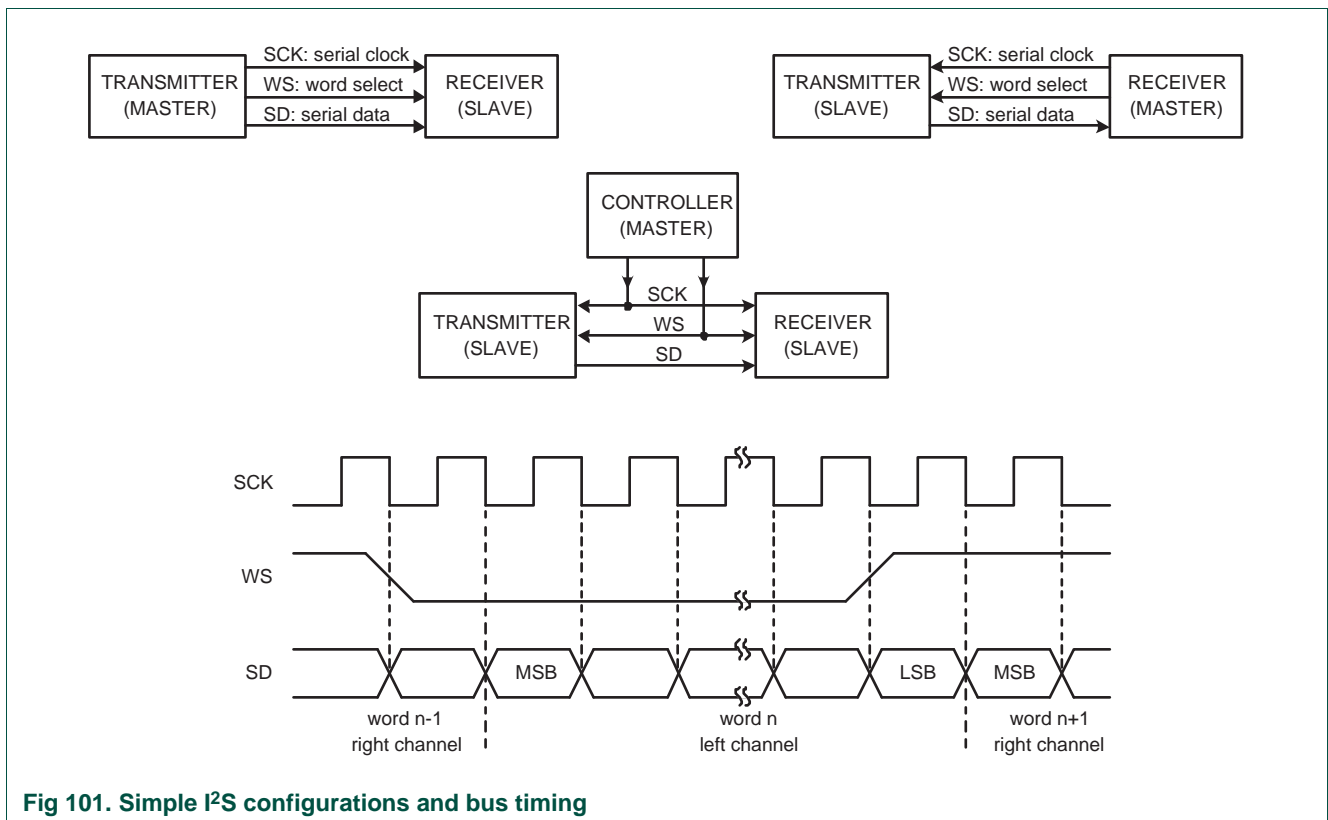 SCK: serial clock
WS: word select
SD: serial data
TRANSMITTER
(MASTER)
RECEIVER
(SLAVE)
SCK: serial clock
WS: word select
SD: serial data
TRANSMITTER
(SLAVE)
RECEIVER
(MASTER)
CONTROLLER
(MASTER)
TRANSMITTER
(SLAVE)
SCK
WS
SD
RECEIVER
(SLAVE)
SCK
WS
SD
MSB
LSB
MSB
word n-1
right channel
word n
left channel
word n+1
right channel
Fig 101. Simple I²S configurations and bus timing